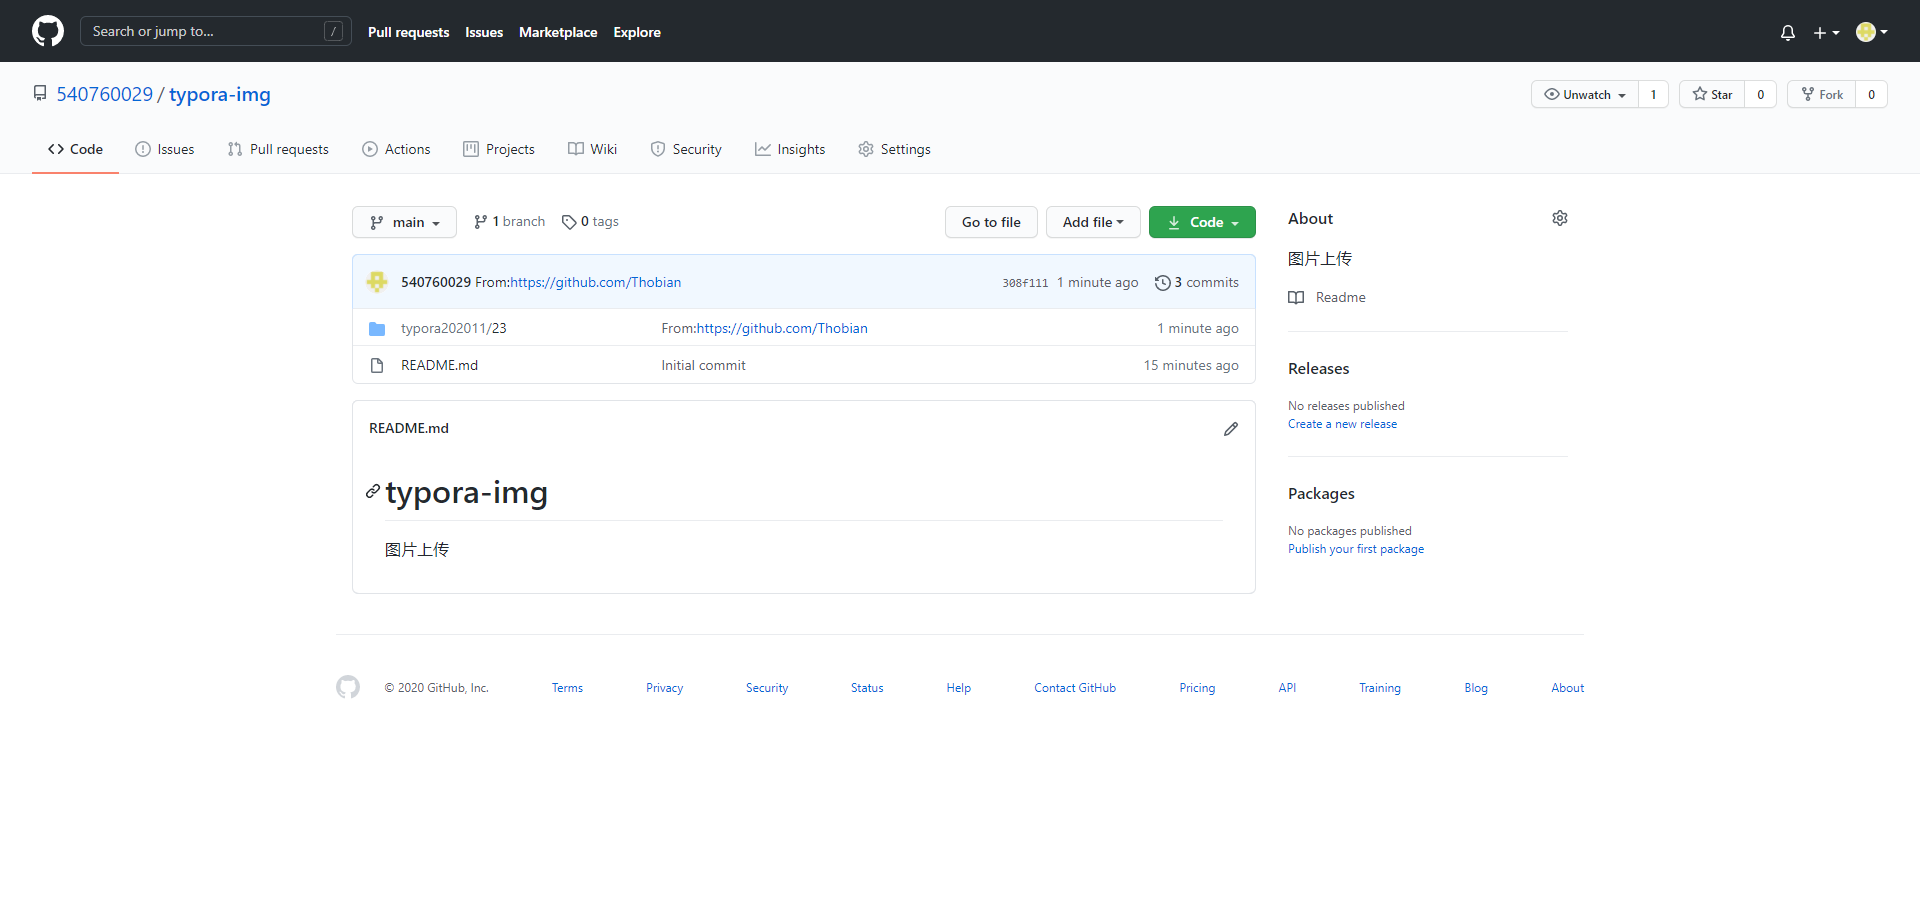 Search or jump to... /
Pull requests Issues Marketplace Explore
540760029 / typora-img
Unwatch 1 Star 0 Fork 0
Code Issues Pull requests Actions Projects Wiki Security Insights Settings
main 1 branch 0 tags Go to file Add file Code
540760029 From:https://github.com/Thobian 308f111 1 minute ago 3 commits
typora202011/23 From:https://github.com/Thobian 1 minute ago
README.md Initial commit 15 minutes ago
README.md
typora-img
图片上传
About
图片上传
Readme
Releases
No releases published
Create a new release
Packages
No packages published
Publish your first package
© 2020 GitHub, Inc. Terms Privacy Security Status Help Contact GitHub Pricing API Training Blog About